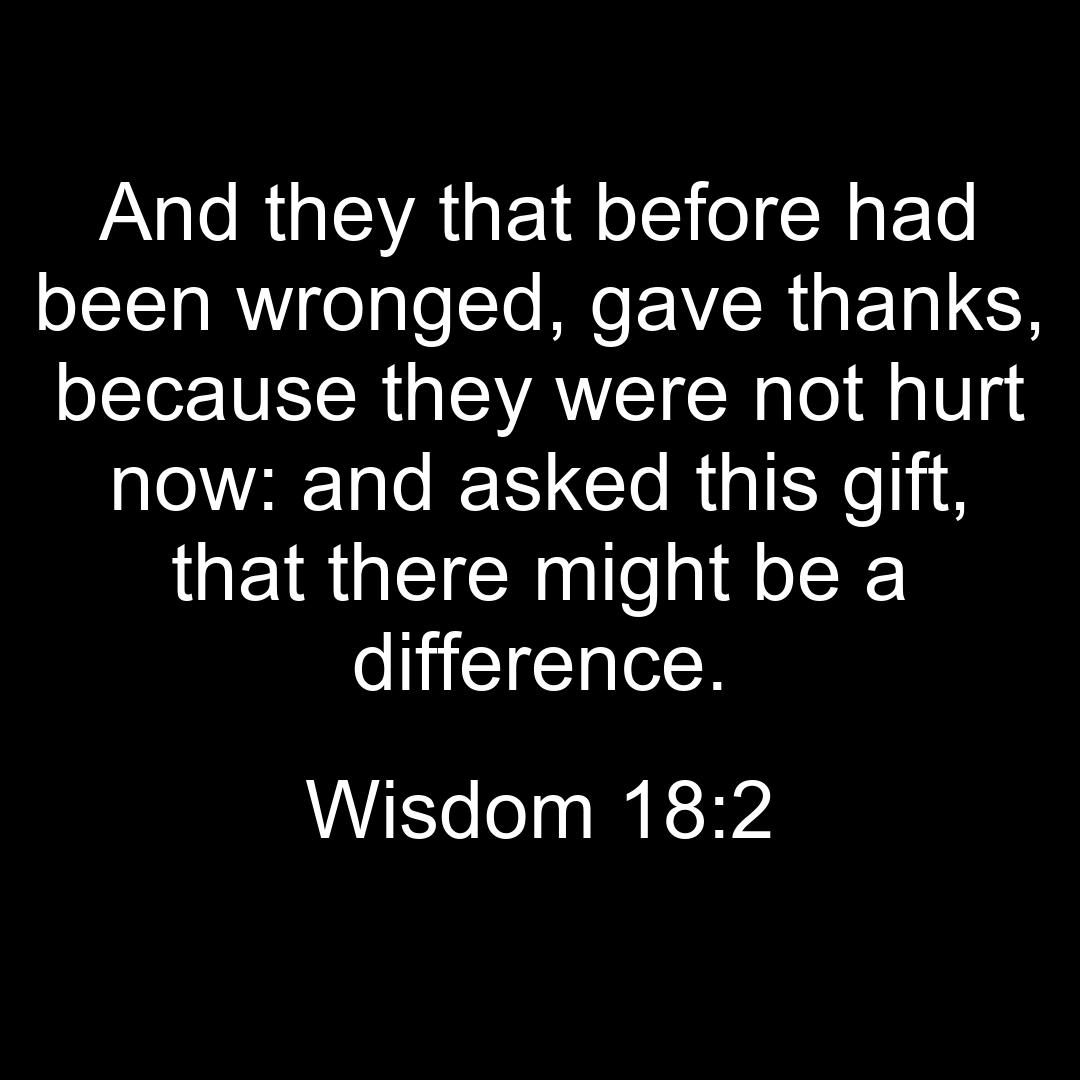 And they that before had
been wronged, gave thanks,
because they were not hurt
now: and asked this gift,
that there might be a
difference.
Wisdom 18:2